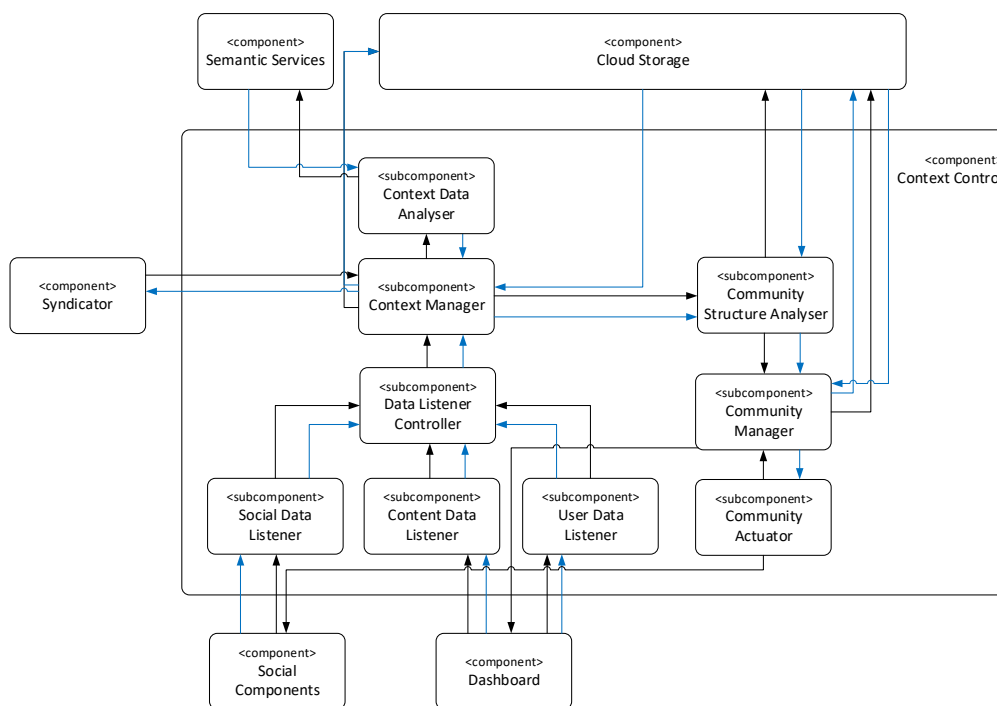 <component>
Semantic Services
<component>
Cloud Storage
<component>
Context Contro
<subcomponent>
Context Data
Analyser
<component>
Syndicator
<subcomponent>
Context Manager
<subcomponent>
Community
Structure Analyser
<subcomponent>
Data Listener
Controller
<subcomponent>
Community
Manager
<subcomponent>
Social Data
Listener
<subcomponent>
Content Data
Listener
<subcomponent>
User Data
Listener
<subcomponent>
Community
Actuator
<component>
Social
Components
<component>
Dashboard